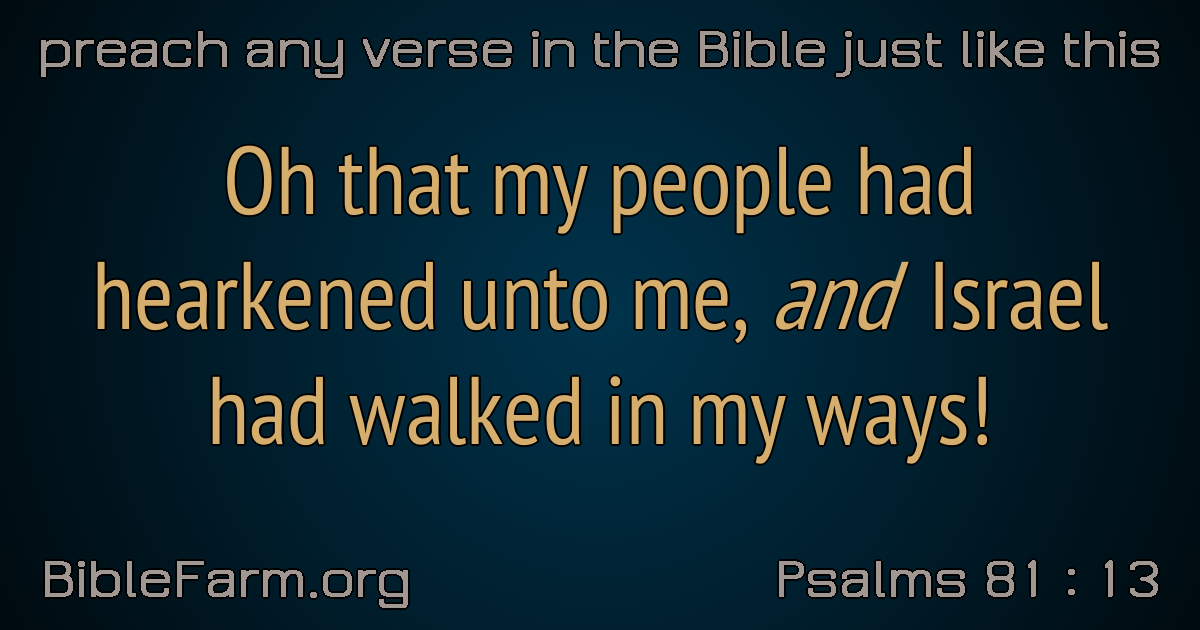 preach any verse in the Bible just like this
Oh that my people had
hearkened unto me, and Israel
had walked in my ways!
BibleFarm.org
Psalms 81 : 13